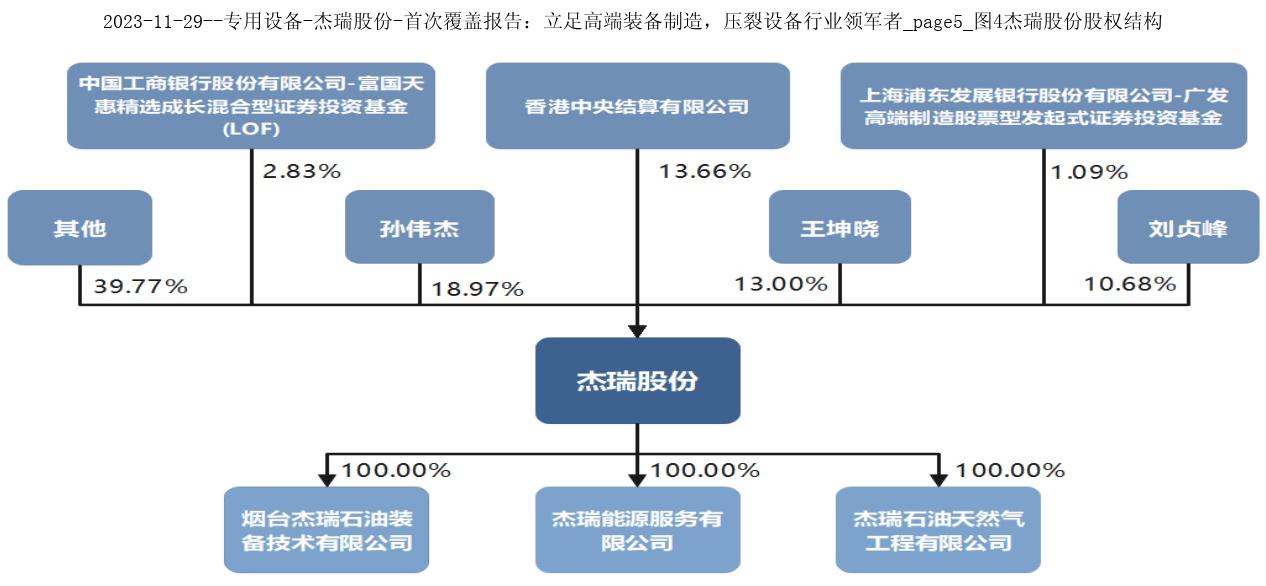 2023-11-29--专用设备-杰瑞股份-首次覆盖报告：立足高端装备制造，压裂设备行业领军者_page5_图4杰瑞股份股权结构
中国工商银行股份有限公司-富国天
惠精选成长混合型证券投资基金
(LOF)
香港中央结算有限公司
上海浦东发展银行股份有限公司-广发
高端制造股票型发起式证券投资基金
2.83%
13.66%
1.09%
其他
孙伟杰
王坤晓
刘贞峰
39.77%
18.97%
13.00%
10.68%
杰瑞股份
100.00%
100.00%
100.00%
烟台杰瑞石油装
备技术有限公司
杰瑞能源服务有
限公司
杰瑞石油天然气
工程有限公司